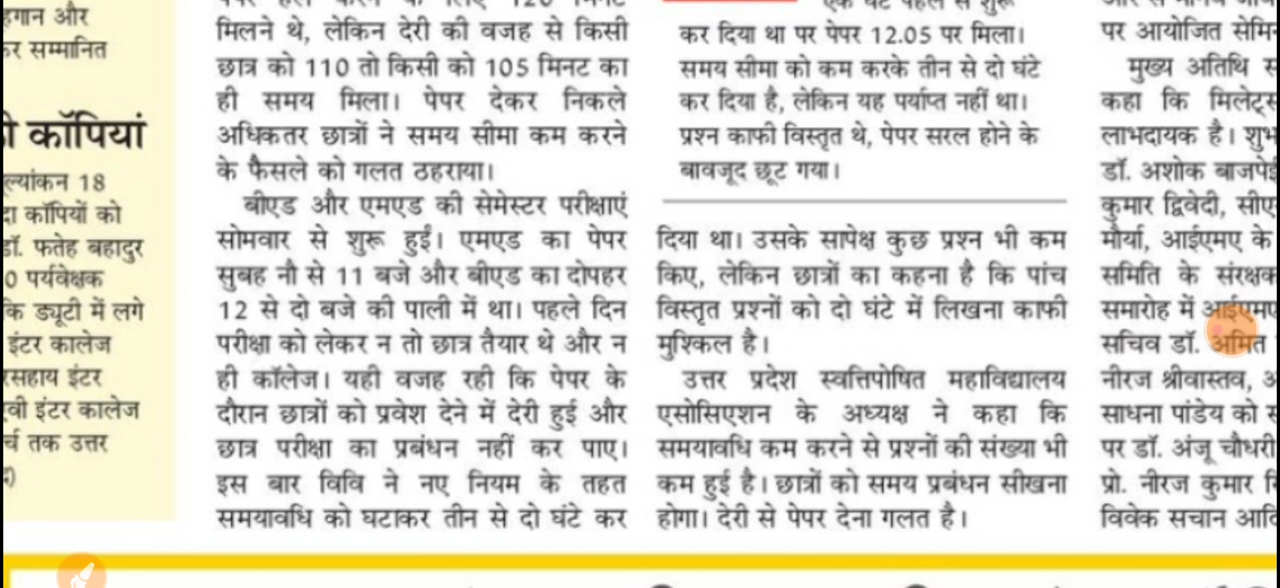 हगान और
र सम्मानित
कॉपियां
ल्यांकन 18
दा कॉपियों को
डॉ. फतेह बहादुर
0 पर्यवेक्षक
कि ड्यूटी में लगे
इंटर कालेज
रसहाय इंटर
वी इंटर कालेज
र्च तक उत्तर
मिलने थे, लेकिन देरी की वजह से किसी
छात्र को 110 तो किसी को 105 मिनट का
ही समय मिला। पेपर देकर निकले
अधिकतर छात्रों ने समय सीमा कम करने
के फैसले को गलत ठहराया।
बीएड और एमएड की सेमेस्टर परीक्षाएं
सोमवार से शुरू हुईं। एमएड का पेपर
सुबह नौ से 11 बजे और बीएड का दोपहर
12 से दो बजे की पाली में था। पहले दिन
परीक्षा को लेकर न तो छात्र तैयार थे और न
ही कॉलेज। यही वजह रही कि पेपर के
दौरान छात्रों को प्रवेश देने में देरी हुई और
छात्र परीक्षा का प्रबंधन नहीं कर पाए।
इस बार विवि ने नए नियम के तहत
समयावधि को घटाकर तीन से दो घंटे कर
कर दिया था पर पेपर 12.05 पर मिला।
समय सीमा को कम करके तीन से दो घंटे
कर दिया है, लेकिन यह पर्याप्त नहीं था।
प्रश्न काफी विस्तृत थे, पेपर सरल होने के
बावजूद छूट गया।
दिया था। उसके सापेक्ष कुछ प्रश्न भी कम
किए, लेकिन छात्रों का कहना है कि पांच
विस्तृत प्रश्नों को दो घंटे में लिखना काफी
मुश्किल है।
उत्तर प्रदेश स्वत्तिपोषित महाविद्यालय
एसोसिएशन के अध्यक्ष ने कहा कि
समयावधि कम करने से प्रश्नों की संख्या भी
कम हुई है। छात्रों को समय प्रबंधन सीखना
होगा। देरी से पेपर देना गलत है।
पर आयोजित सेमि
मुख्य अतिथि
कहा कि मिलेट्स
लाभदायक है। शुभ
डॉ. अशोक बाजपेई
कुमार द्विवेदी, सीए
मौर्या, आईएमए के
समिति के संरक्षक
समारोह में आईएमए
सचिव डॉ. अमित
नीरज श्रीवास्तव,
साधना पांडेय को
पर डॉ. अंजू चौधरी
प्रो. नीरज कुमार
विवेक सचान आदि